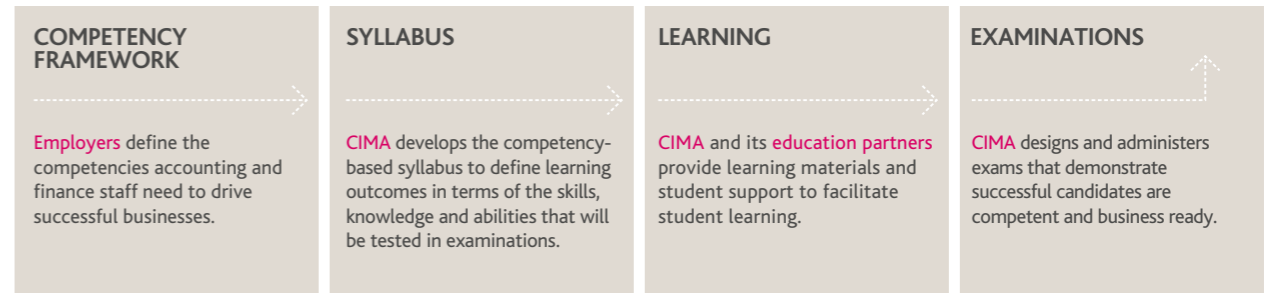 COMPETENCY
FRAMEWORK
Employers define the
competencies accounting and
finance staff need to drive
successful businesses.
SYLLABUS
CIMA develops the competency-
based syllabus to define learning
outcomes in terms of the skills,
knowledge and abilities that will
be tested in examinations.
LEARNING
CIMA and its education partners
provide learning materials and
student support to facilitate
student learning.
EXAMINATIONS
CIMA designs and administers
exams that demonstrate
successful candidates are
competent and business ready.